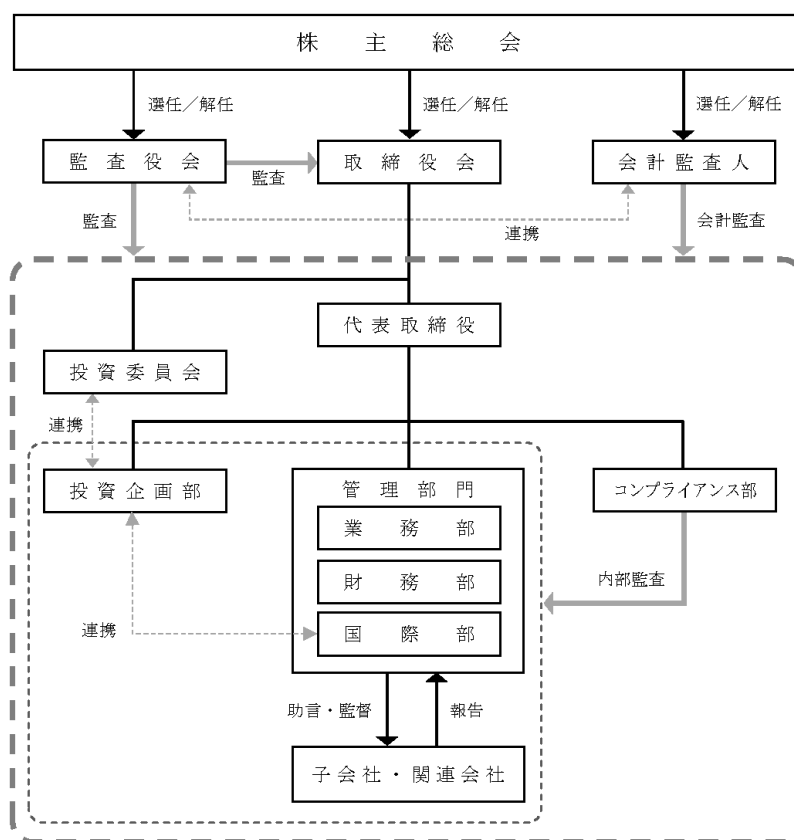 株主総会
選任／解任
選任／解任
選任／解任
監査役会
監査
取締役会
会計監査人
監査
連携
会計監査
代表取締役
投資委員会
連携
投資企画部
管理部門
コンプライアンス部
業務部
財務部
内部監査
連携
国際部
助言・監督
報告
子会社・関連会社